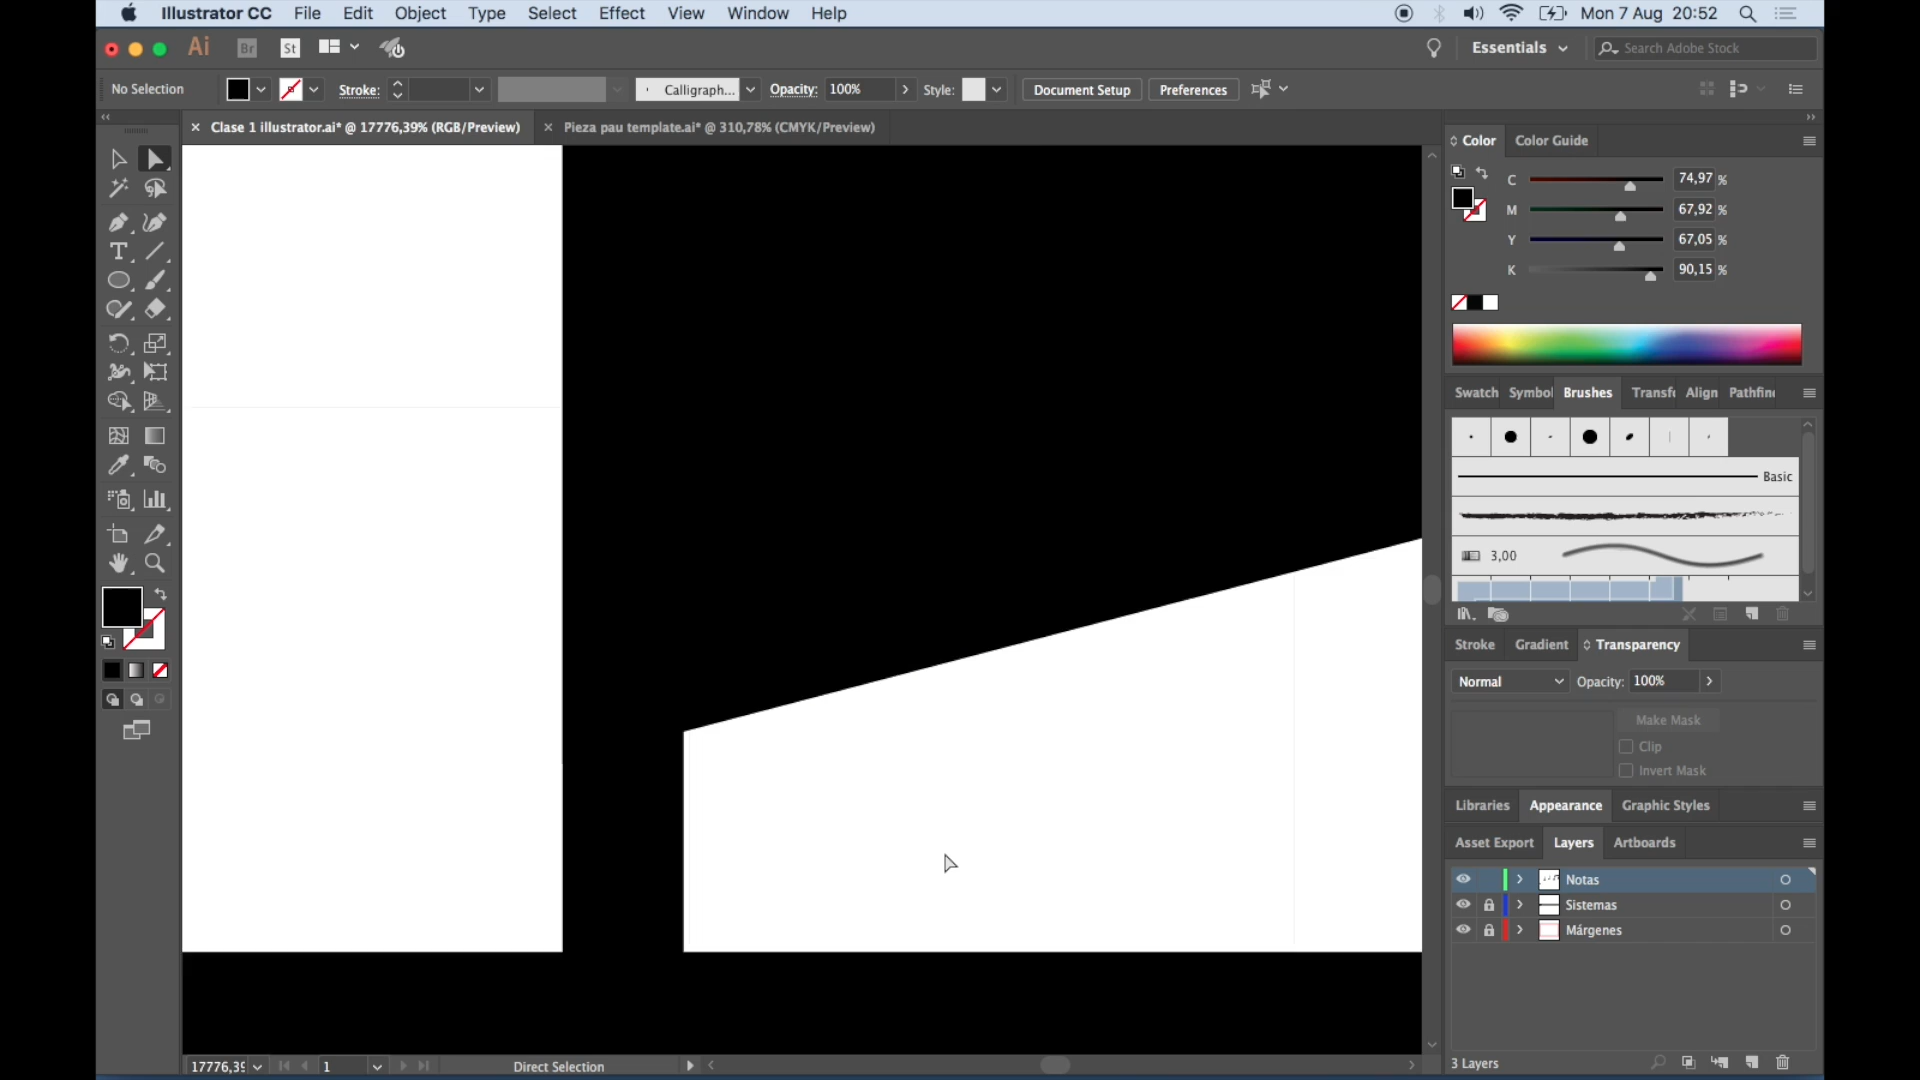 Illustrator CC File Edit Object Type Select Effect View Window Help Mon 7 Aug 20:52
Ai Br St Essentials Search Adobe Stock
No Selection Stroke: Calligraph... Opacity: 100% Style: Document Setup Preferences
× Clase 1 illustrator.ai* @ 17776,39% (RGB/Preview) × Pieza pau template.ai* @ 310,78% (CMYK/Preview)
Color Color Guide
C 74,97 %
M 67,92 %
Y 67,05 %
K 90,15 %
Swatch Symbol Brushes Transf Align Pathfin
Basic
3,00
Stroke Gradient Transparency
Normal Opacity: 100%
Make Mask
Clip
Invert Mask
Libraries Appearance Graphic Styles
Asset Export Layers Artboards
Notas
Sistemas
Márgenes
17776,39 1 Direct Selection 3 Layers